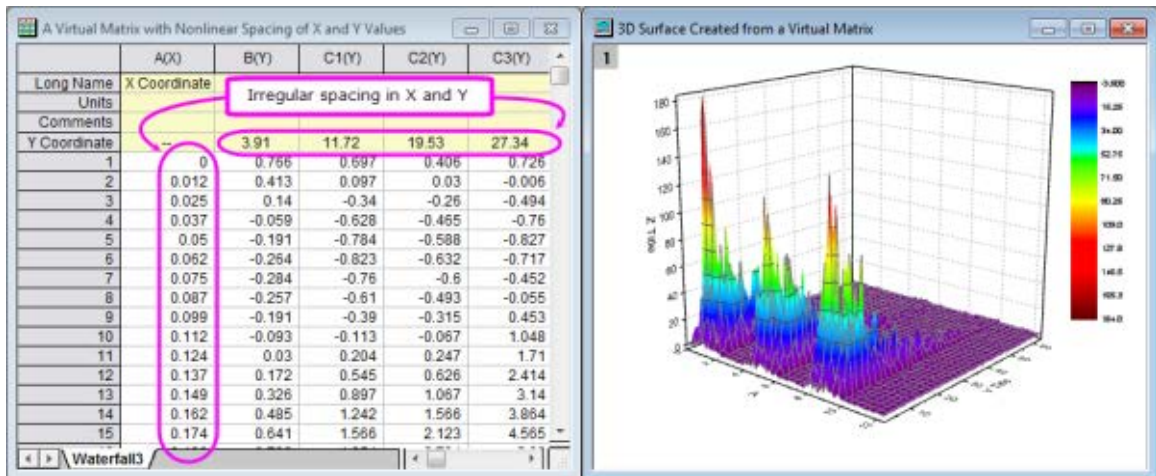 A Virtual Matrix with Nonlinear Spacing of X and Y Values
A(X) B(Y) C1(Y) C2(Y) C3(Y)
Long Name X Coordinate
Units
Comments
Irregular spacing in X and Y
Y Coordinate -- 3.91 11.72 19.53 27.34
1 0 0.766 0.697 0.406 0.726
2 0.012 0.413 0.097 0.03 -0.006
3 0.025 0.14 -0.34 -0.26 -0.494
4 0.037 -0.059 -0.628 -0.465 -0.76
5 0.05 -0.191 -0.784 -0.588 -0.827
6 0.062 -0.264 -0.823 -0.632 -0.717
7 0.075 -0.284 -0.76 -0.6 -0.452
8 0.087 -0.257 -0.61 -0.493 -0.055
9 0.099 -0.191 -0.39 -0.315 0.453
10 0.112 -0.093 -0.113 -0.067 1.048
11 0.124 0.03 0.204 0.247 1.71
12 0.137 0.172 0.545 0.626 2.414
13 0.149 0.326 0.897 1.067 3.14
14 0.162 0.485 1.242 1.566 3.864
15 0.174 0.641 1.566 2.123 4.565
Waterfall3
3D Surface Created from a Virtual Matrix
1
180
160
140
120
100
80
60
40
20
0
Z Title
A